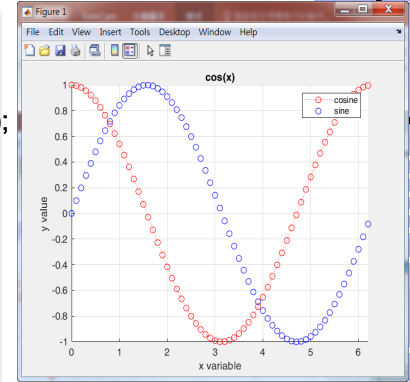 Figure 1
File Edit View Insert Tools Desktop Window Help
cos(x)
cosine
sine
1
0.8
0.6
0.4
0.2
0
-0.2
-0.4
-0.6
-0.8
-1
y value
0 1 2 3 4 5 6
x variable
;